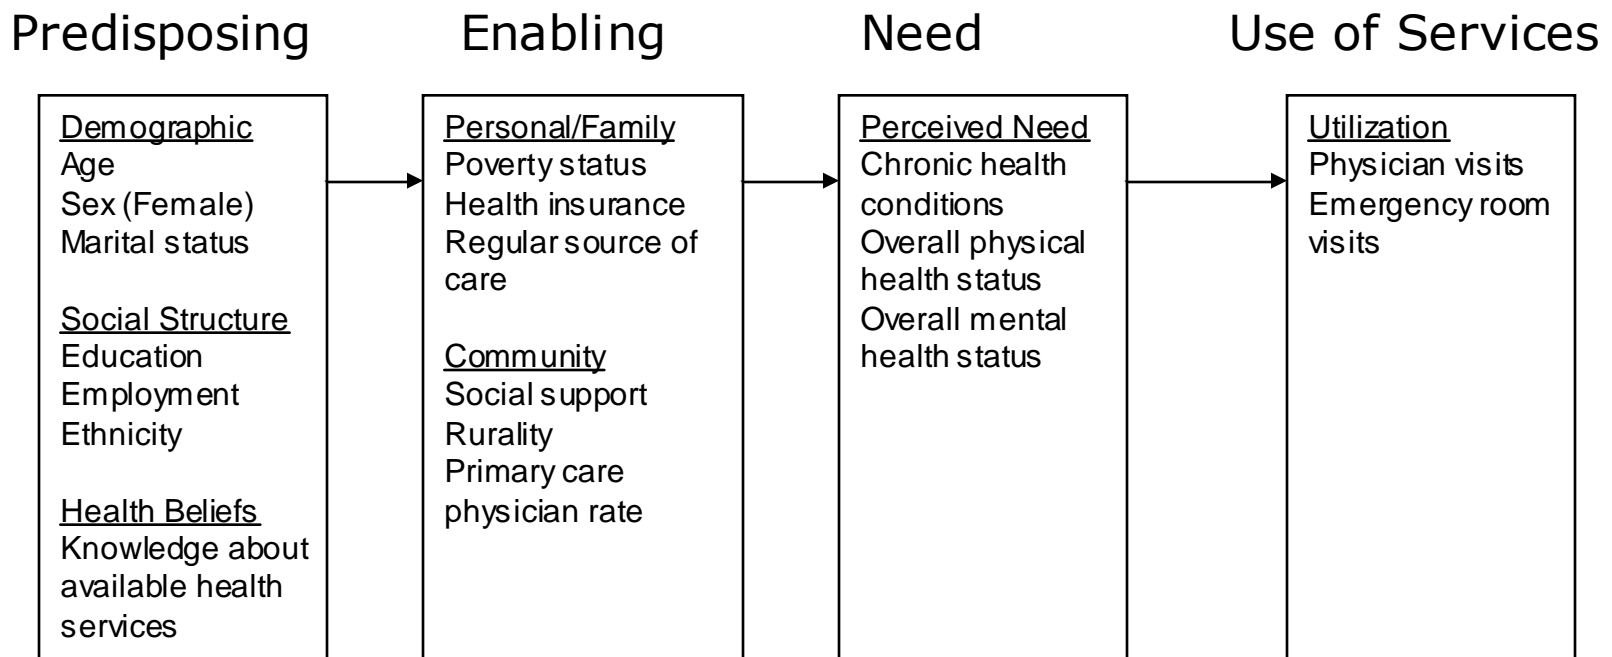 Predisposing
Enabling
Need
Use of Services
Demographic
Age
Sex (Female)
Marital status
Social Structure
Education
Employment
Ethnicity
Health Beliefs
Knowledge about
available health
services
Personal/Family
Poverty status
Health insurance
Regular source of
care
Community
Social support
Rurality
Primary care
physician rate
Perceived Need
Chronic health
conditions
Overall physical
health status
Overall mental
health status
Utilization
Physician visits
Emergency room
visits